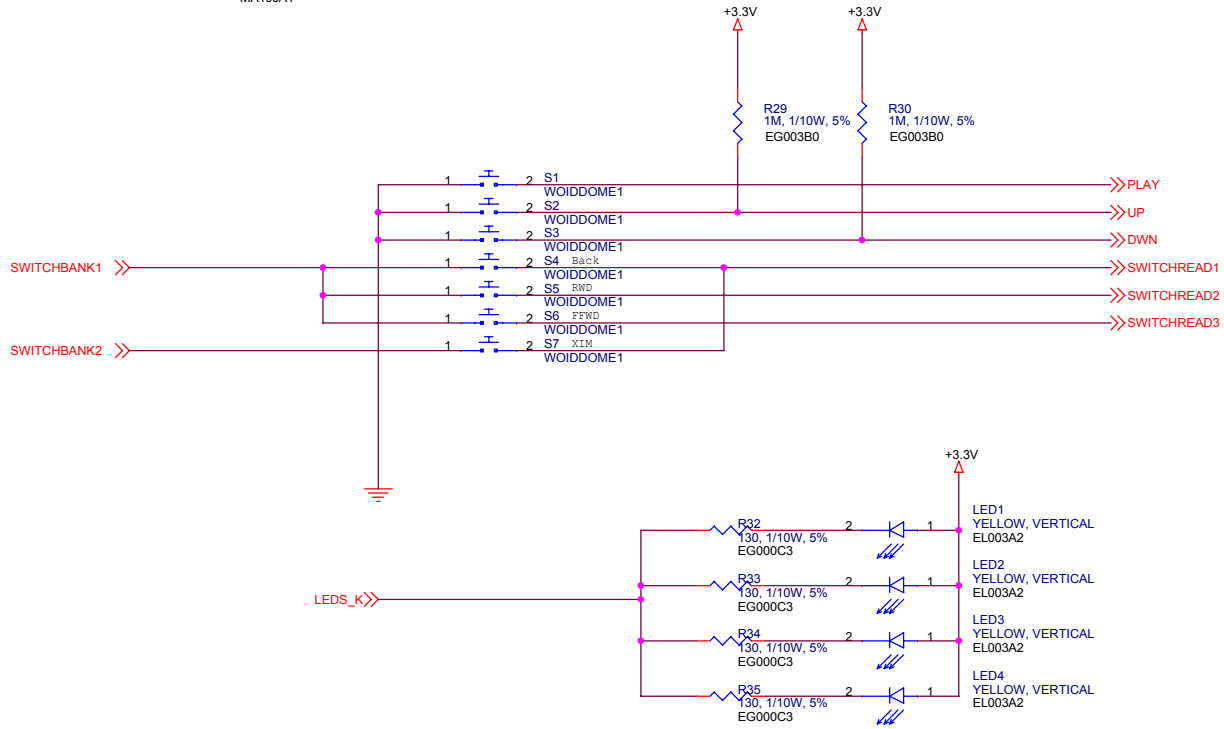 +3.3V
+3.3V
R29
1M, 1/10W, 5%
EG003B0
R30
1M, 1/10W, 5%
EG003B0
1
2
S1
WOIDDOME1
PLAY
1
2
S2
WOIDDOME1
UP
1
2
S3
WOIDDOME1
DWN
SWITCHBANK1
1
2
S4
Back
WOIDDOME1
SWITCHREAD1
1
2
S5
RWD
WOIDDOME1
SWITCHREAD2
1
2
S6
FFWD
WOIDDOME1
SWITCHREAD3
SWITCHBANK2
1
2
S7
XIM
WOIDDOME1
+3.3V
R32
130, 1/10W, 5%
EG000C3
2
1
LED1
YELLOW, VERTICAL
EL003A2
R33
130, 1/10W, 5%
EG000C3
2
1
LED2
YELLOW, VERTICAL
EL003A2
LEDS_K
R34
130, 1/10W, 5%
EG000C3
2
1
LED3
YELLOW, VERTICAL
EL003A2
R35
130, 1/10W, 5%
EG000C3
2
1
LED4
YELLOW, VERTICAL
EL003A2